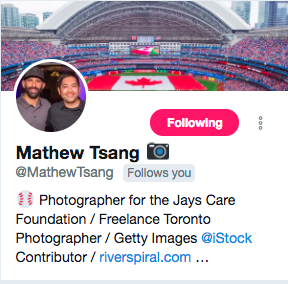 Following
Mathew Tsang 📷
@MathewTsang Follows you
⚾ Photographer for the Jays Care
Foundation / Freelance Toronto
Photographer / Getty Images @iStock
Contributor / riverspiral.com …